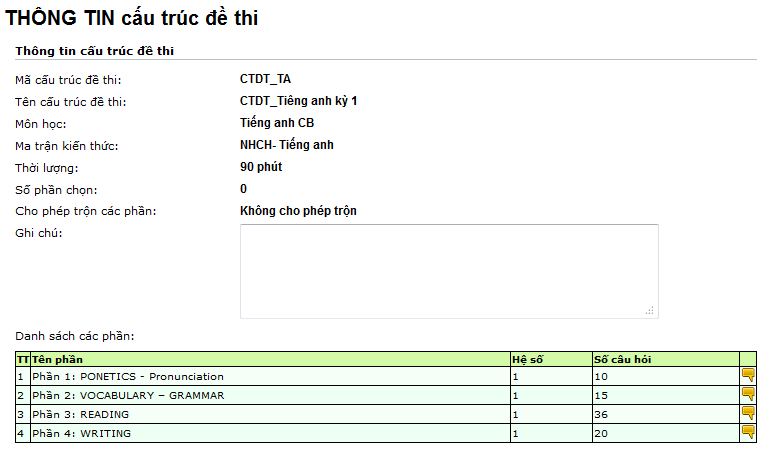 THÔNG TIN cấu trúc đề thi
Thông tin cấu trúc đề thi
Mã cấu trúc đề thi: CTDT_TA
Tên cấu trúc đề thi: CTDT_Tiêng anh kỳ 1
Môn học: Tiếng anh CB
Ma trận kiến thức: NHCH- Tiếng anh
Thời lượng: 90 phút
Số phần chọn: 0
Cho phép trộn các phần: Không cho phép trộn
Ghi chú:
Danh sách các phần:
TT Tên phần Hệ số Số câu hỏi
1 Phần 1: PONETICS - Pronunciation 1 10
2 Phần 2: VOCABULARY – GRAMMAR 1 15
3 Phần 3: READING 1 36
4 Phần 4: WRITING 1 20